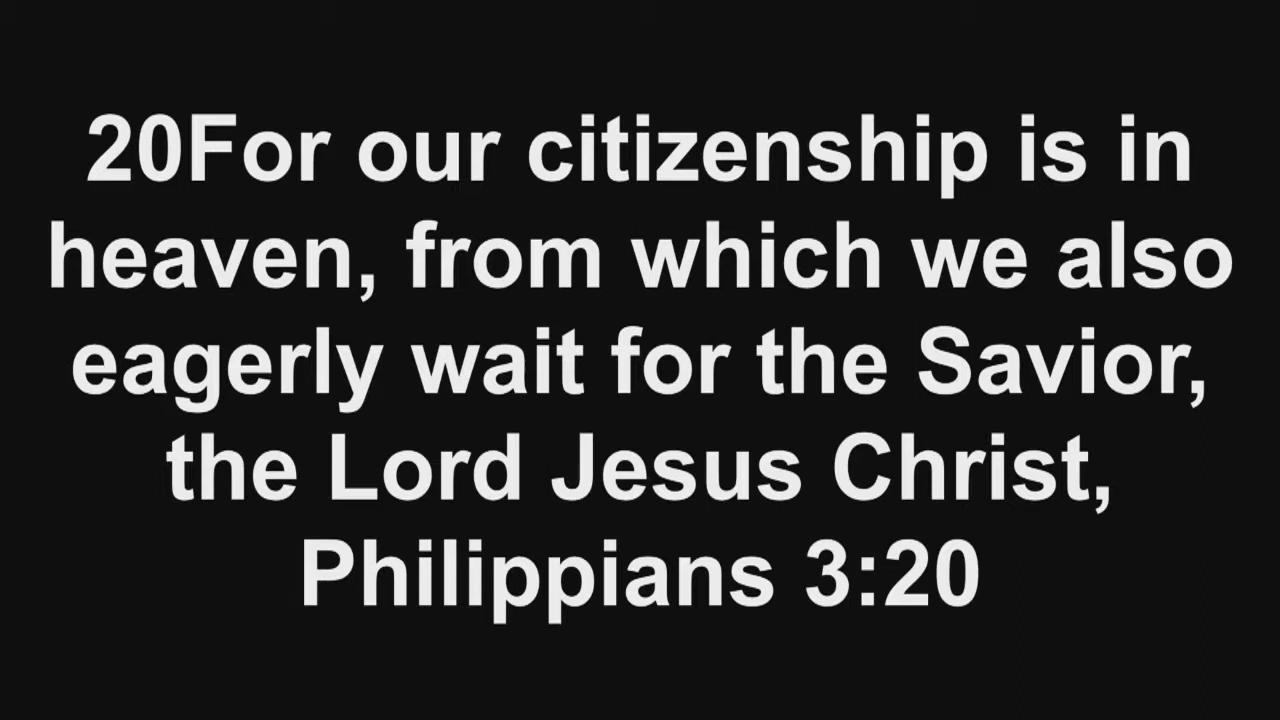 20For our citizenship is in
heaven, from which we also
eagerly wait for the Savior,
the Lord Jesus Christ,
Philippians 3:20